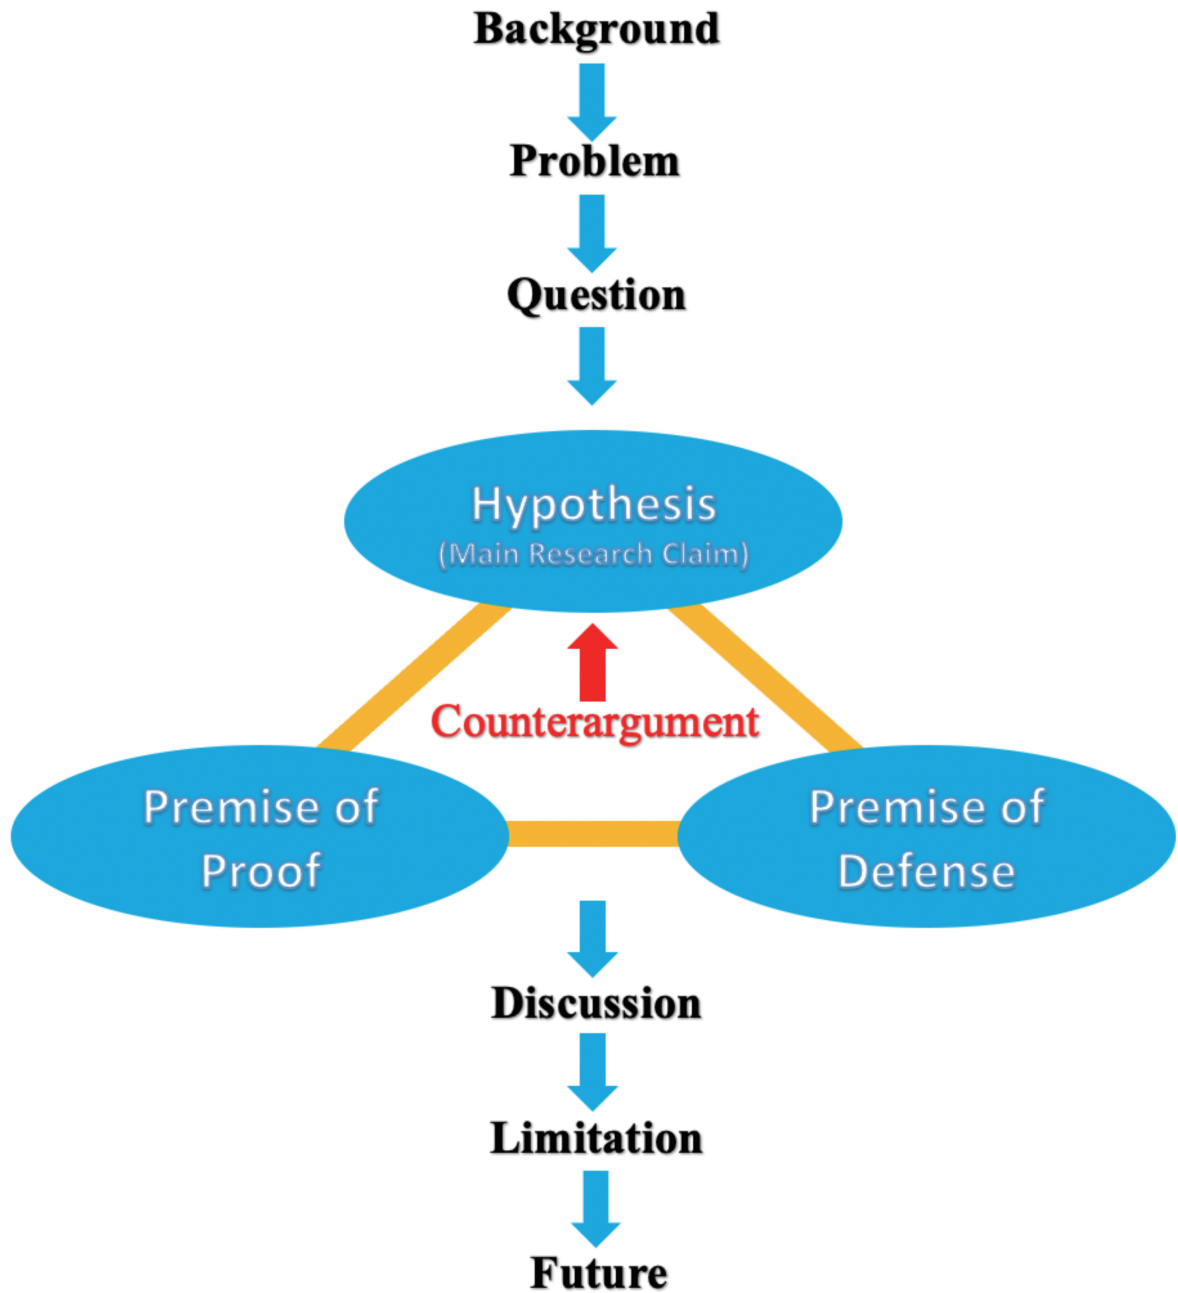 Background
Problem
Question
Hypothesis
(Main Research Claim)
Counterargument
Premise of
Proof
Premise of
Defense
Discussion
Limitation
Future